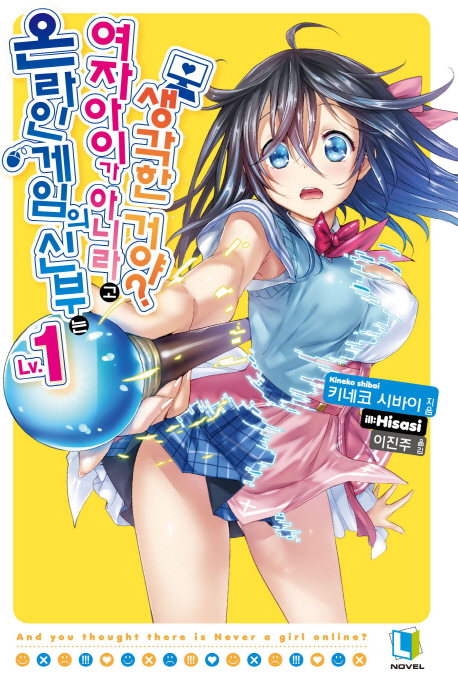 온라인 게임의 신부는
여자아이가 아니라고
생각한 거야?
Lv.1
Kineko shibai
키네코 시바이 지음
ill:Hisasi
이진주 옮김
And you thought there is Never a girl online?
L
NOVEL